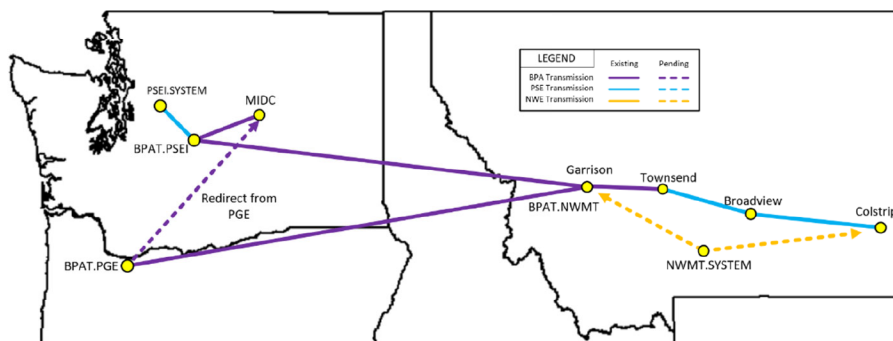 LEGEND Existing Pending
BPA Transmission
PSE Transmission
NWE Transmission
PSEI.SYSTEM
MIDC
BPAT.PSEI
Redirect from
PGE
BPAT.PGE
Garrison
Townsend
BPAT.NWMT
Broadview
Colstrip
NWMT.SYSTEM